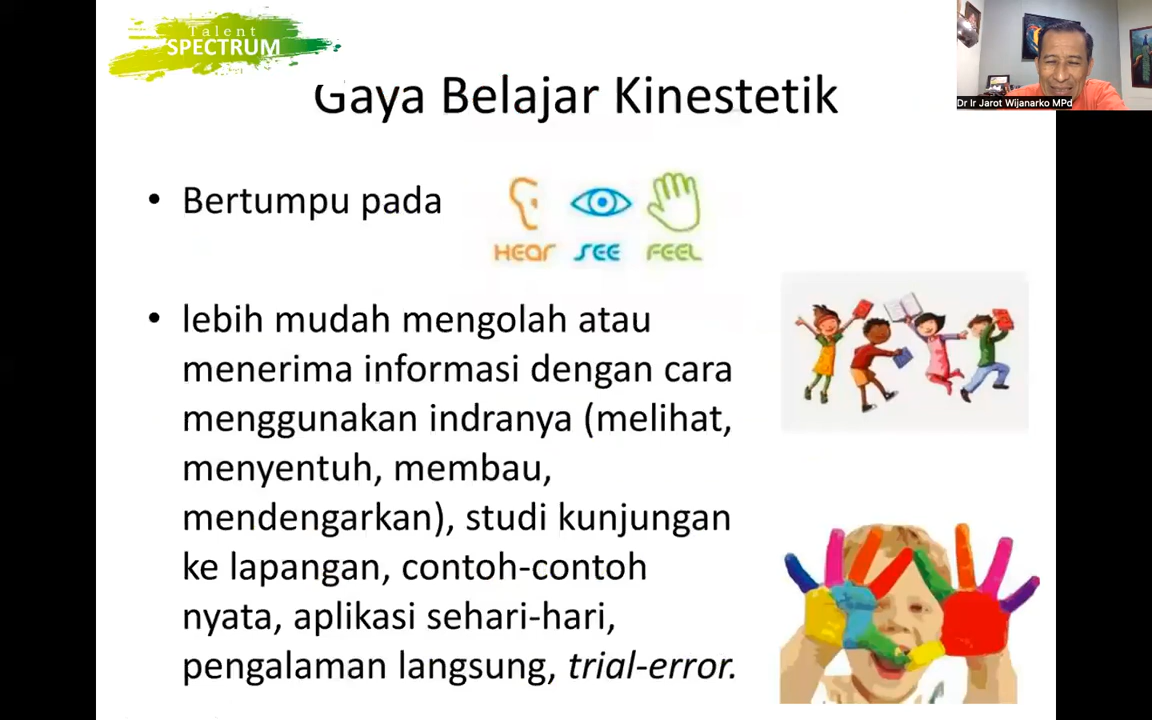 Talent
SPECTRUM
Gaya Belajar Kinestetik
Dr Ir Jarot Wijanarko MPd
• Bertumpu pada
HEAR SEE FEEL
• lebih mudah mengolah atau
menerima informasi dengan cara
menggunakan indranya (melihat,
menyentuh, membau,
mendengarkan), studi kunjungan
ke lapangan, contoh-contoh
nyata, aplikasi sehari-hari,
pengalaman langsung, trial-error.